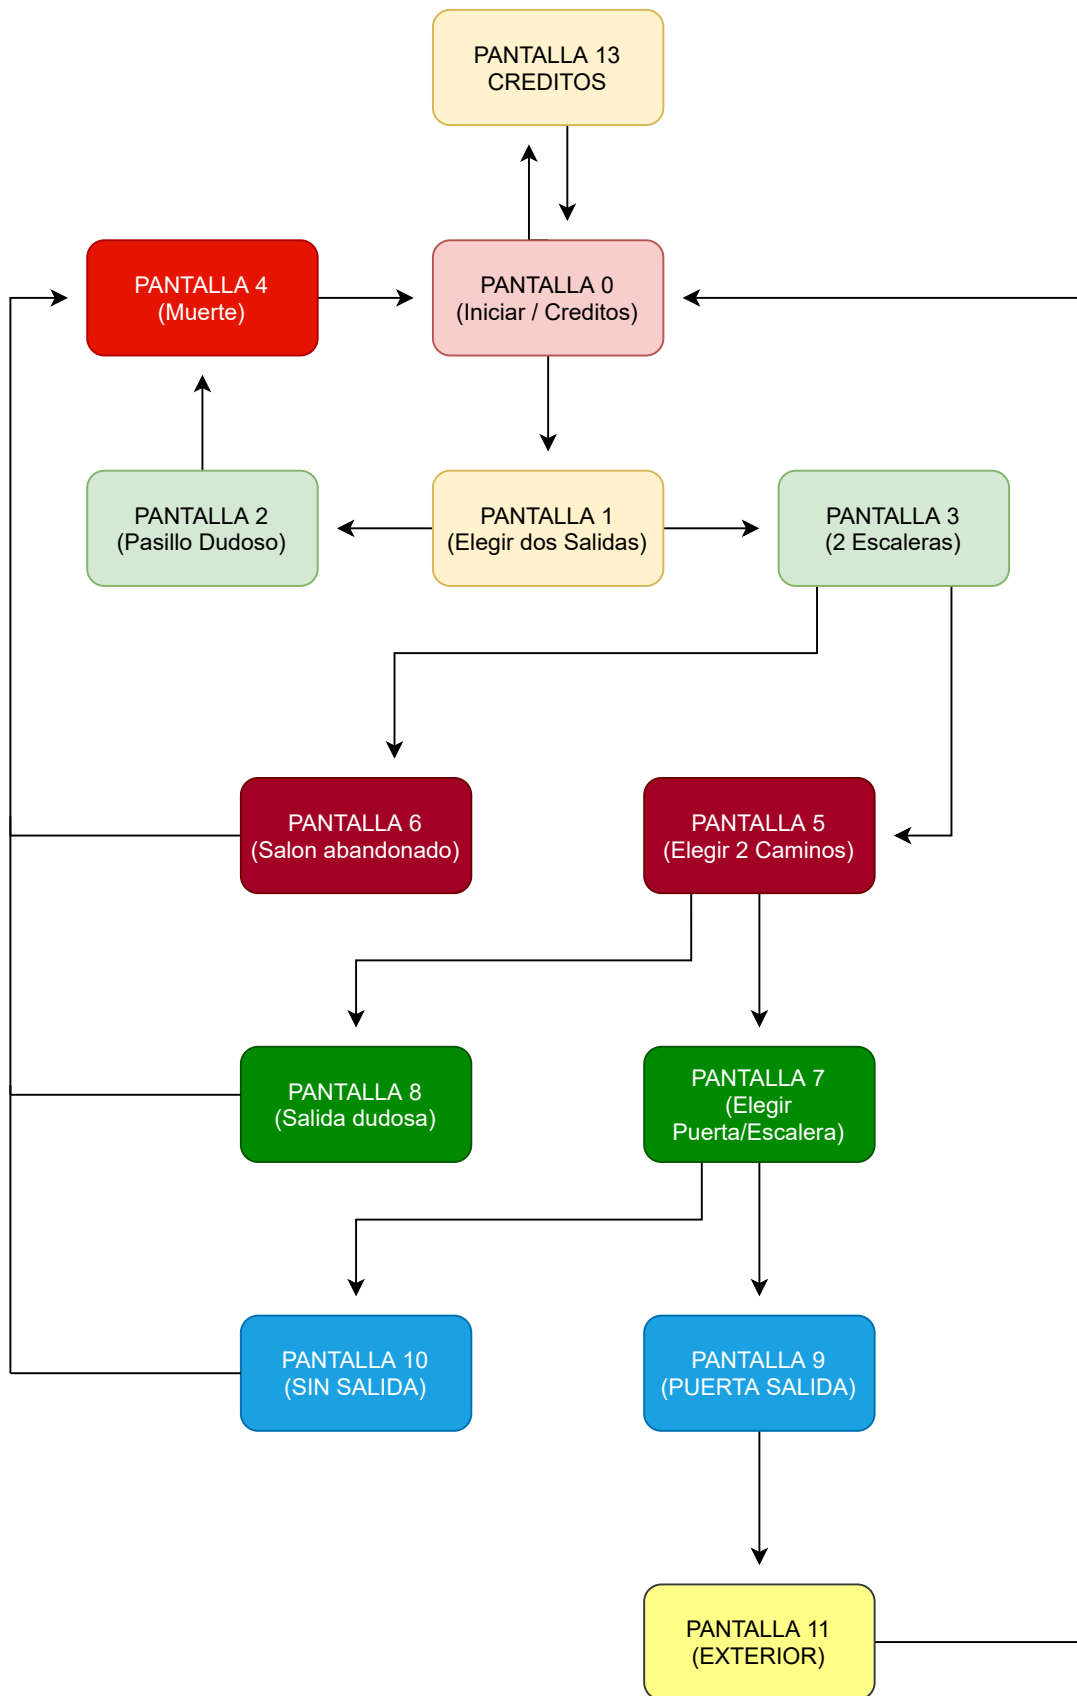 PANTALLA 13
CREDITOS
PANTALLA 4
(Muerte)
PANTALLA 0
(Iniciar / Creditos)
PANTALLA 2
(Pasillo Dudoso)
PANTALLA 1
(Elegir dos Salidas)
PANTALLA 3
(2 Escaleras)
PANTALLA 6
(Salon abandonado)
PANTALLA 5
(Elegir 2 Caminos)
PANTALLA 8
(Salida dudosa)
PANTALLA 7
(Elegir
Puerta/Escalera)
PANTALLA 10
(SIN SALIDA)
PANTALLA 9
(PUERTA SALIDA)
PANTALLA 11
(EXTERIOR)